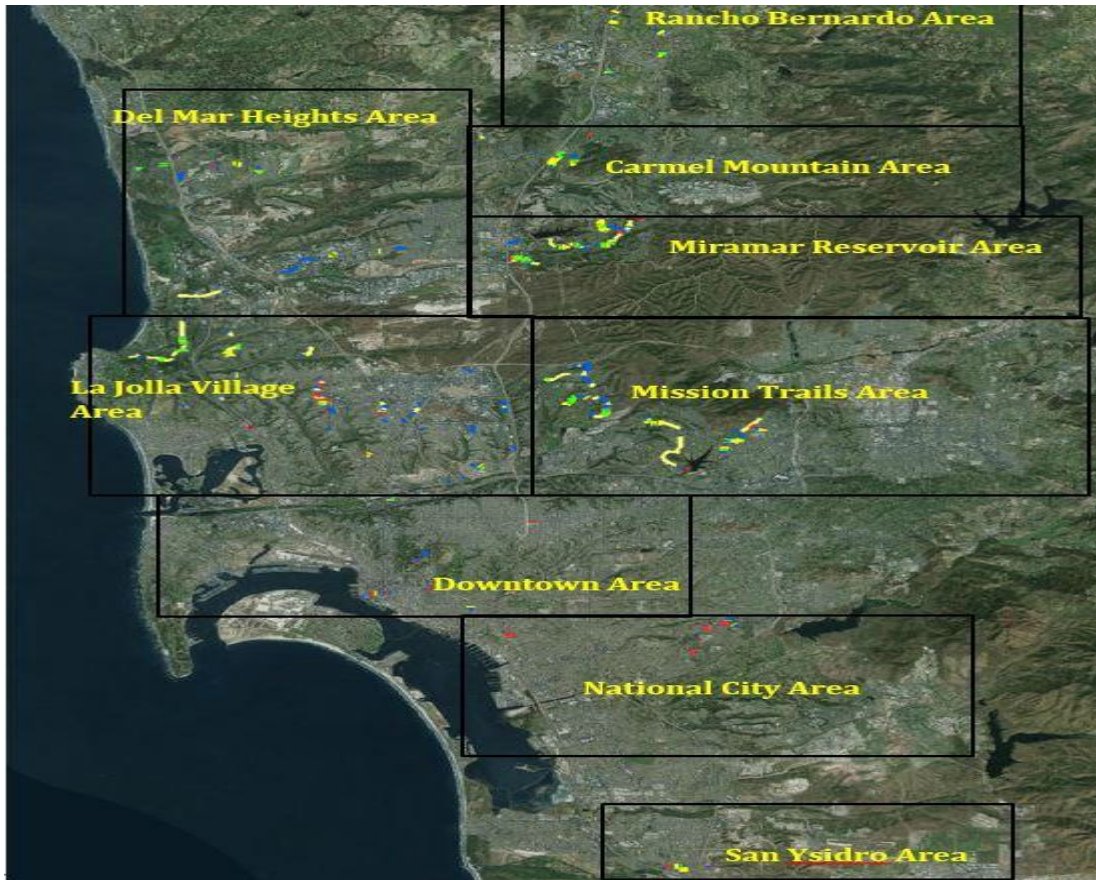 Rancho Bernardo Area
Del Mar Heights Area
Carmel Mountain Area
Miramar Reservoir Area
La Jolla Village
Area
Mission Trails Area
Downtown Area
National City Area
San Ysidro Area